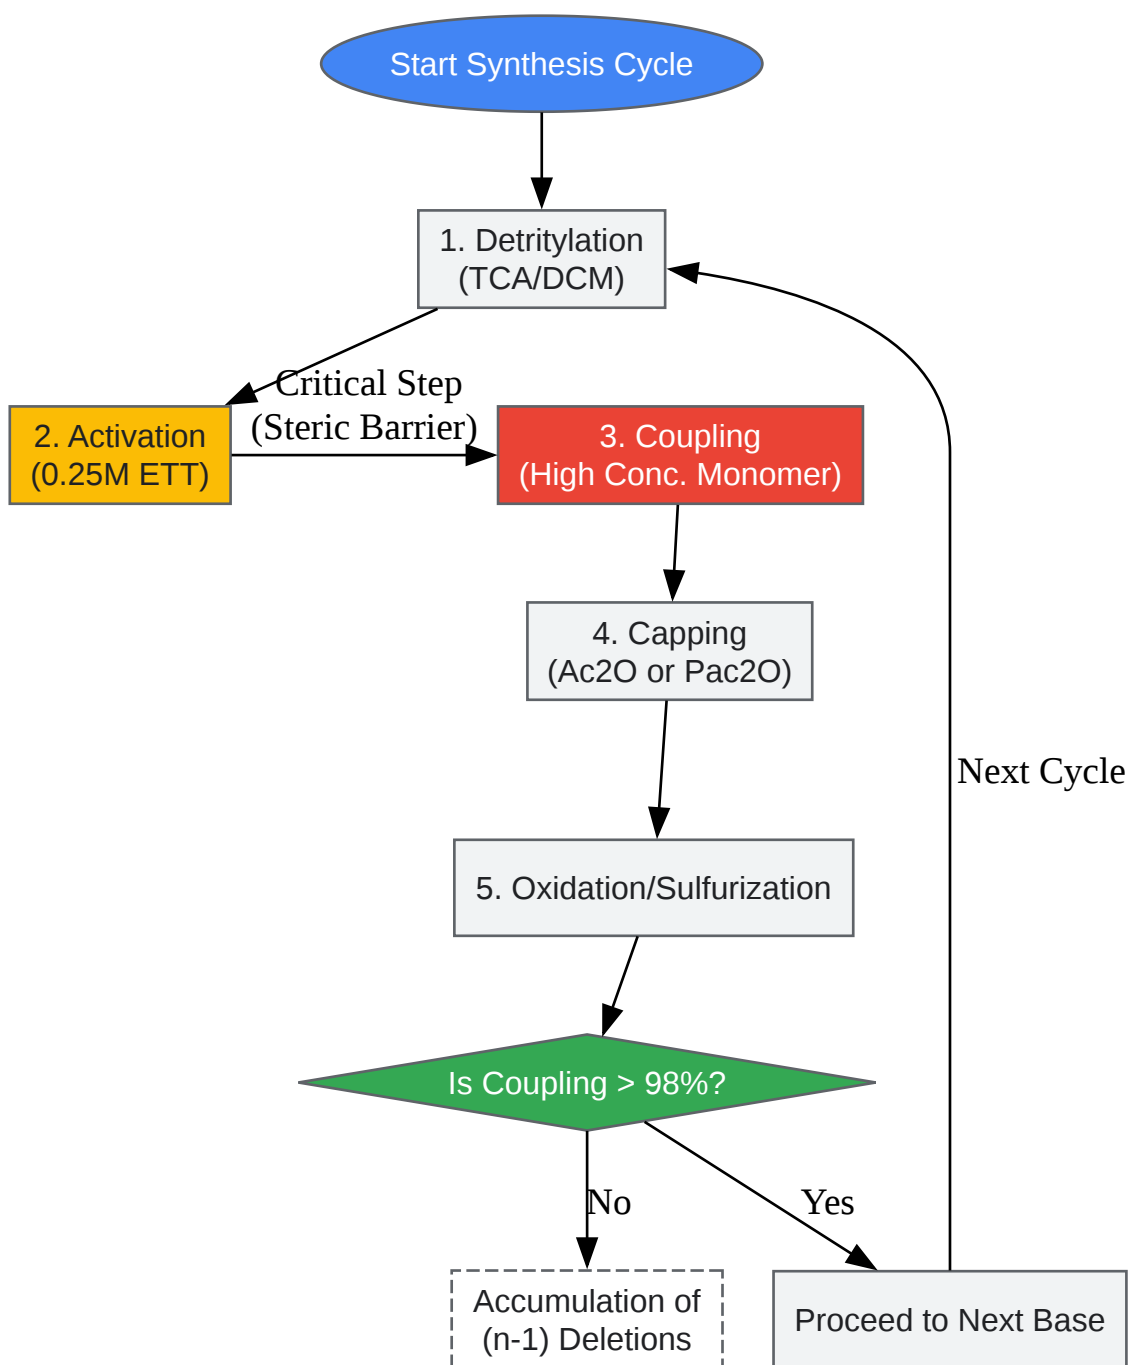 Start Synthesis Cycle
1. Detritylation
(TCA/DCM)
Critical Step
(Steric Barrier)
2. Activation
(0.25M ETT)
3. Coupling
(High Conc. Monomer)
4. Capping
(Ac2O or Pac2O)
Next Cycle
5. Oxidation/Sulfurization
Is Coupling > 98%?
No
Yes
Accumulation of
(n-1) Deletions
Proceed to Next Base